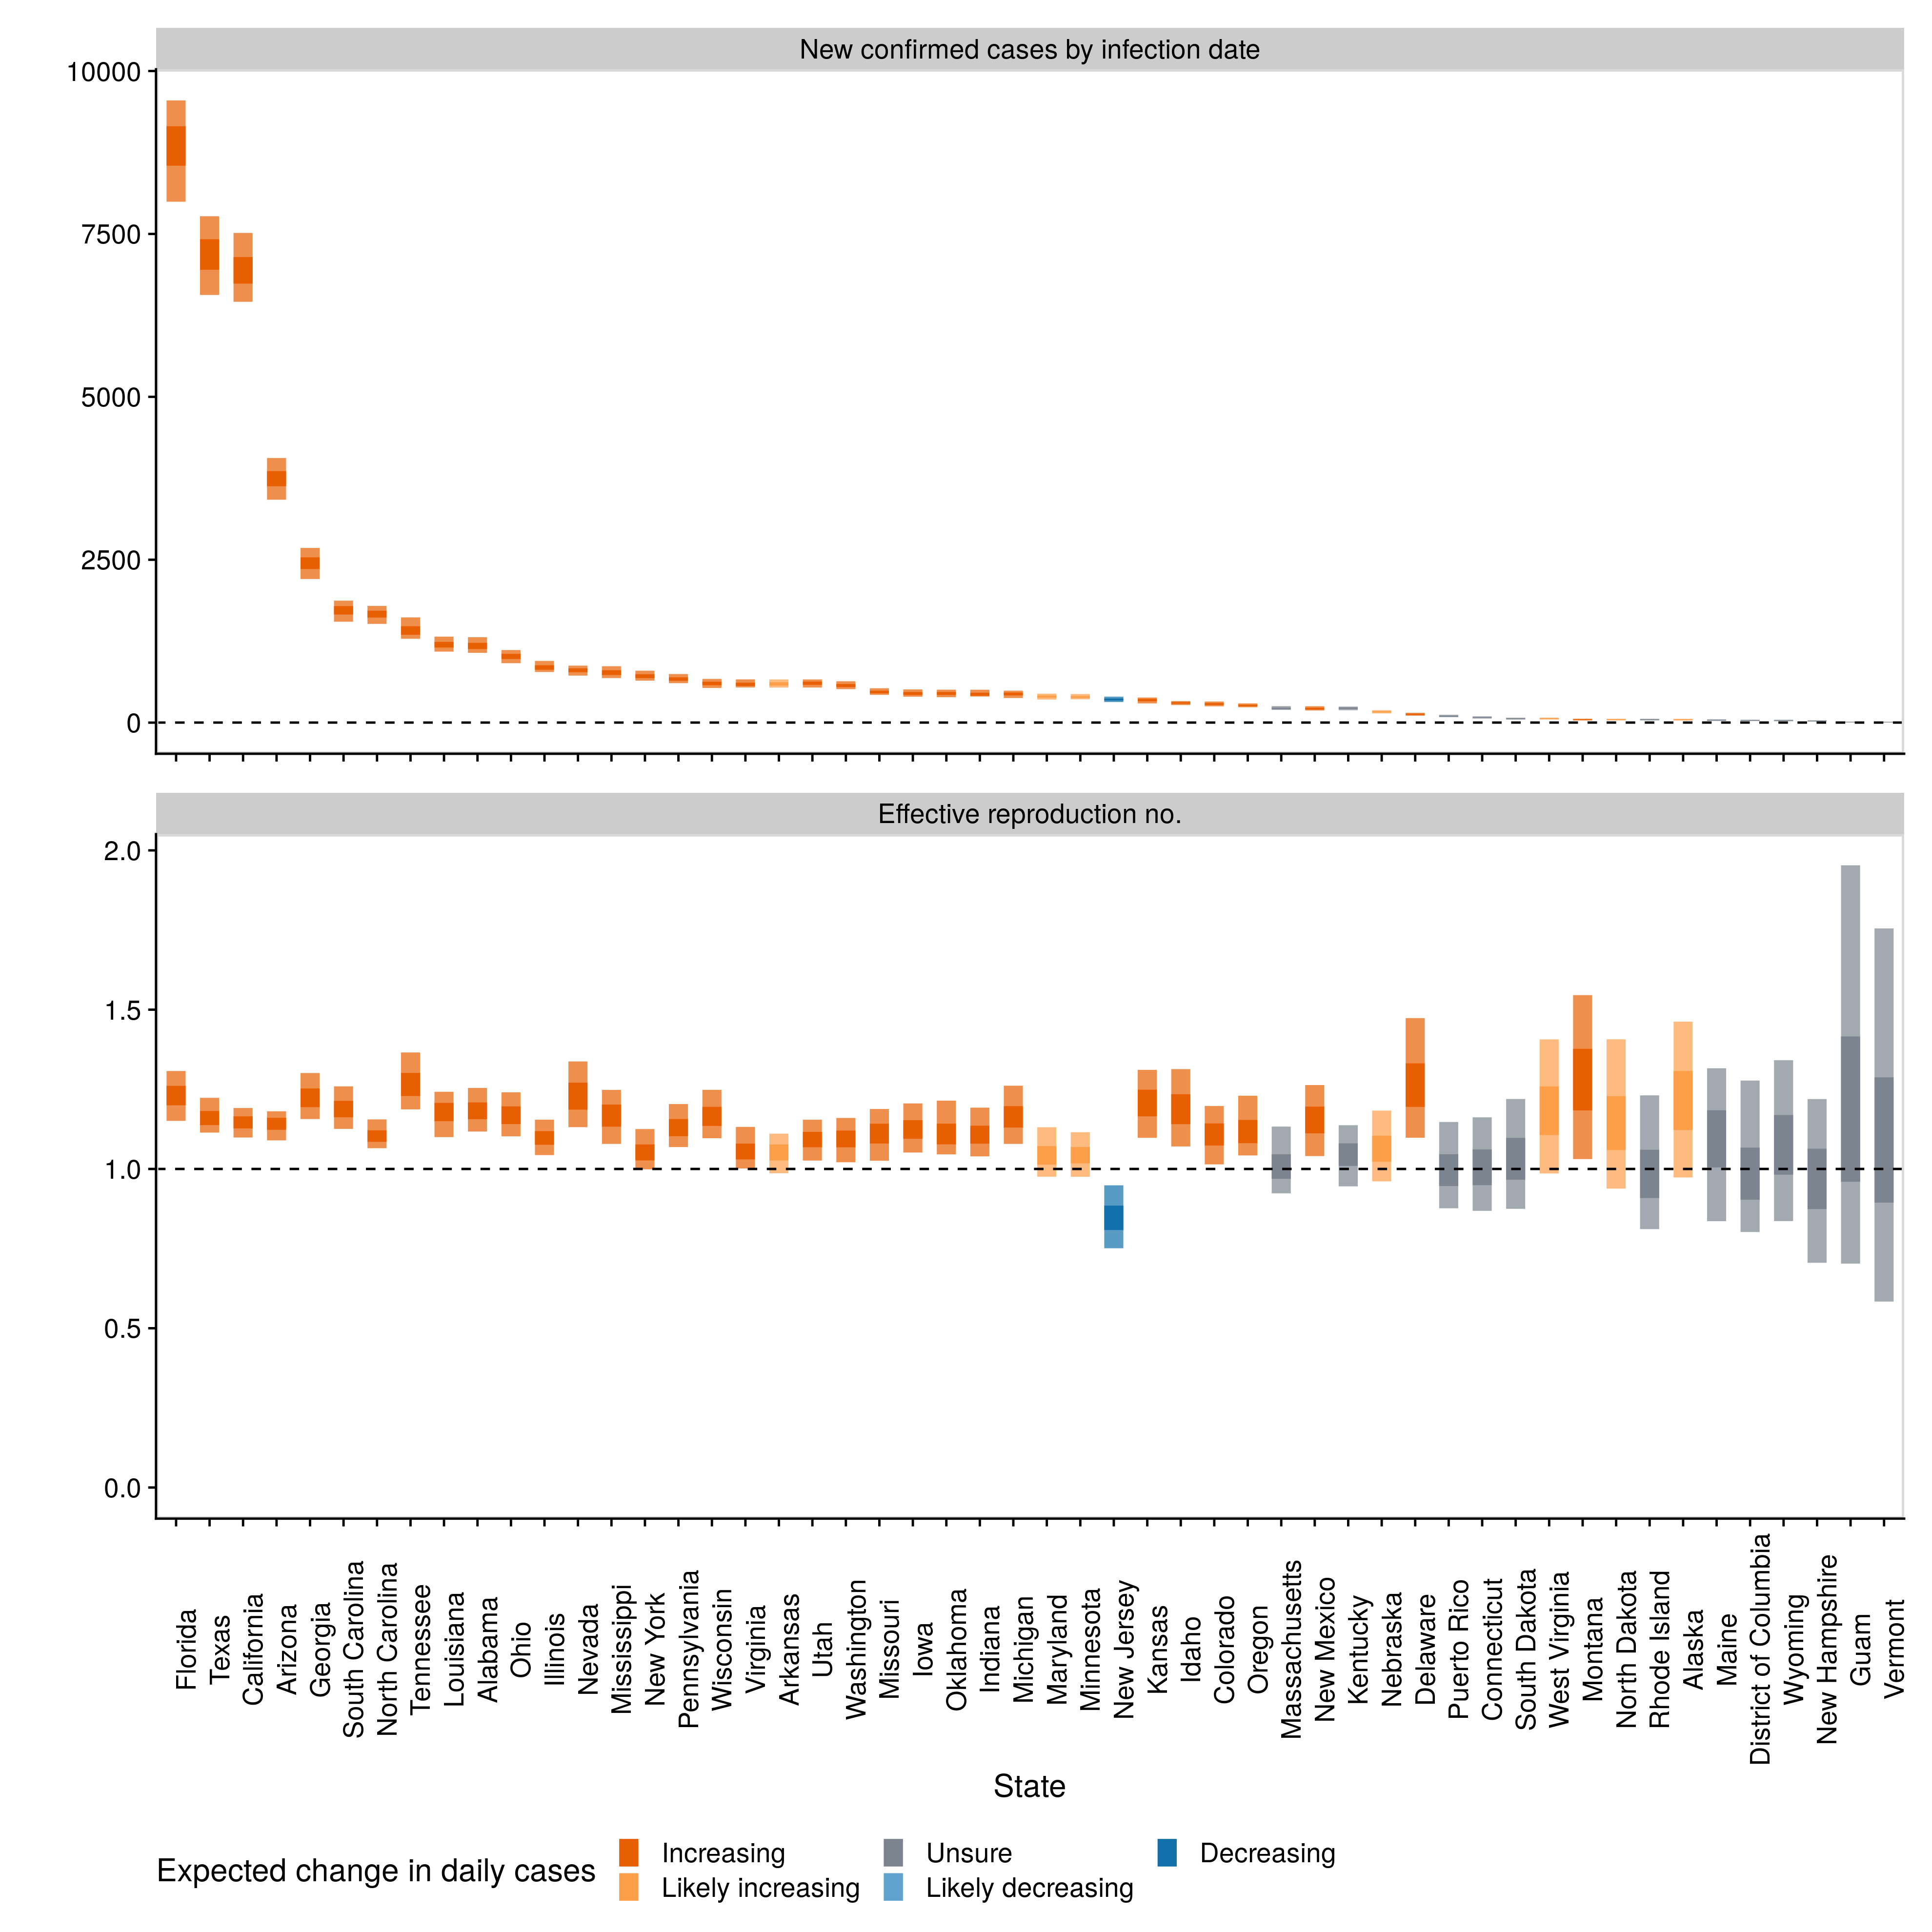 New confirmed cases by infection date
10000
7500
5000
2500
0
Effective reproduction no.
2.0
1.5
1.0
0.5
0.0
Florida
Texas
California
Arizona
Georgia
South Carolina
North Carolina
Tennessee
Louisiana
Alabama
Ohio
Illinois
Nevada
Mississippi
New York
Pennsylvania
Wisconsin
Virginia
Arkansas
Utah
Washington
Missouri
Iowa
Oklahoma
Indiana
Michigan
Maryland
Minnesota
New Jersey
Kansas
Idaho
Colorado
Oregon
Massachusetts
New Mexico
Kentucky
Nebraska
Delaware
Puerto Rico
Connecticut
South Dakota
West Virginia
Montana
North Dakota
Rhode Island
Alaska
Maine
District of Columbia
Wyoming
New Hampshire
Guam
Vermont
State
Expected change in daily cases
Increasing
Likely increasing
Unsure
Likely decreasing
Decreasing